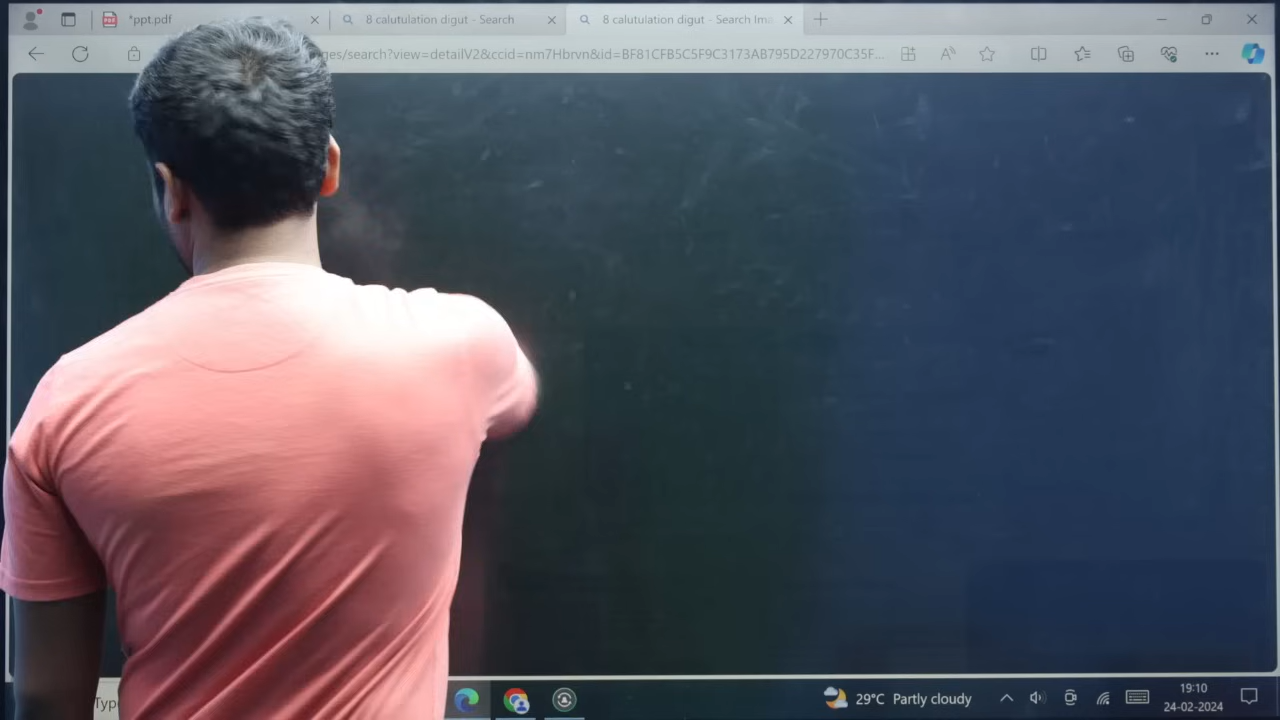 *ppt.pdf
8 calutulation digut - Search
8 calutulation digut - Search Ima
ges/search?view=detailV2&ccid=nm7Hbrvn&id=BF81CFB5C5F9C3173AB795D227970C35F...
29°C Partly cloudy
19:10
24-02-2024